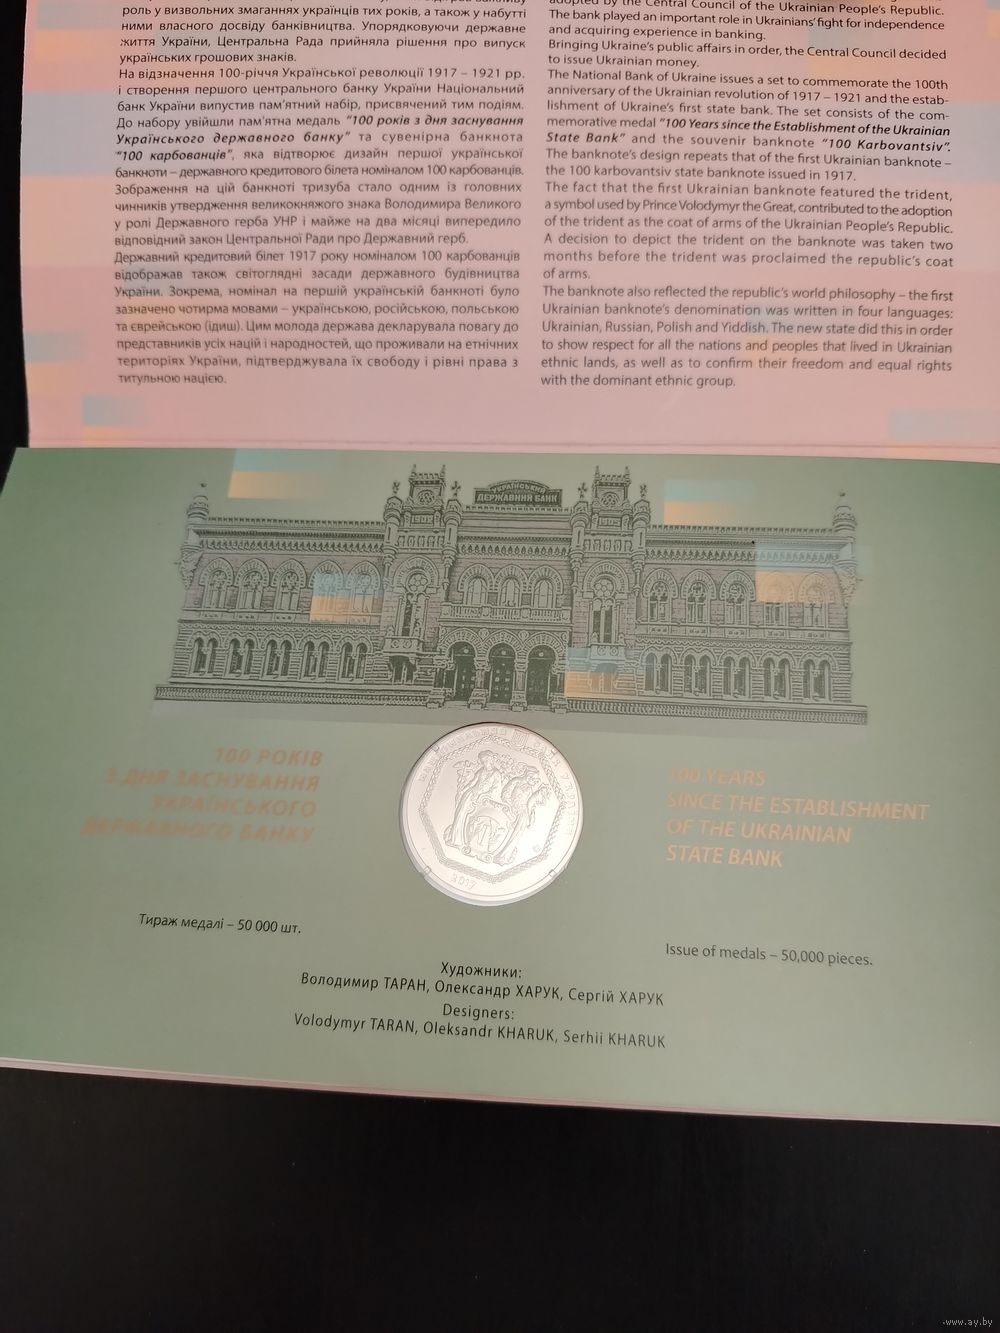 роль у визвольних змаганнях українців тих років, а також у набутті
ними власного досвіду банківництва. Упорядковуючи державне
життя України, Центральна Рада прийняла рішення про випуск
українських грошових знаків.
На відзначення 100-річчя Української революції 1917 – 1921 рр.
і створення першого центрального банку України Національний
банк України випустив пам’ятний набір, присвячений тим подіям.
До набору увійшли пам’ятна медаль “100 років з дня заснування
Українського державного банку” та сувенірна банкнота
“100 карбованців”, яка відтворює дизайн першої української
банкноти – державного кредитового білета номіналом 100 карбованців.
Зображення на цій банкноті тризуба стало одним із головних
чинників утвердження великокняжого знака Володимира Великого
у ролі Державного герба УНР і майже на два місяці випередило
відповідний закон Центральної Ради про Державний герб.
Державний кредитовий білет 1917 року номіналом 100 карбованців
відображав також світоглядні засади державного будівництва
України. Зокрема, номінал на першій українській банкноті було
зазначено чотирма мовами – українською, російською, польською
та єврейською (ідиш). Цим молода держава декларувала повагу до
представників усіх націй і народностей, що проживали на етнічних
територіях України, підтверджувала їх свободу і рівні права з
титульною нацією.
adopted by the Central Council of the Ukrainian People’s Republic.
The bank played an important role in Ukrainians’ fight for independence
and acquiring experience in banking.
Bringing Ukraine’s public affairs in order, the Central Council decided
to issue Ukrainian money.
The National Bank of Ukraine issues a set to commemorate the 100th
anniversary of the Ukrainian revolution of 1917 – 1921 and the estab-
lishment of Ukraine’s first state bank. The set consists of the com-
memorative medal “100 Years since the Establishment of the Ukrainian
State Bank” and the souvenir banknote “100 Karbovantsiv”.
The banknote’s design repeats that of the first Ukrainian banknote –
the 100 karbovantsiv state banknote issued in 1917.
The fact that the first Ukrainian banknote featured the trident,
a symbol used by Prince Volodymyr the Great, contributed to the adoption
of the trident as the coat of arms of the Ukrainian People’s Republic.
A decision to depict the trident on the banknote was taken two
months before the trident was proclaimed the republic’s coat
of arms.
The banknote also reflected the republic’s world philosophy – the first
Ukrainian banknote’s denomination was written in four languages:
Ukrainian, Russian, Polish and Yiddish. The new state did this in order
to show respect for all the nations and peoples that lived in Ukrainian
ethnic lands, as well as to confirm their freedom and equal rights
with the dominant ethnic group.
УКРАЇНСЬКИЙ
ДЕРЖАВНИЙ БАНК
1902
1905
100 РОКІВ
З ДНЯ ЗАСНУВАННЯ
УКРАЇНСЬКОГО
ДЕРЖАВНОГО БАНКУ
НАЦІОНАЛЬНИЙ БАНК УКРАЇНИ
2017
100 YEARS
SINCE THE ESTABLISHMENT
OF THE UKRAINIAN
STATE BANK
Тираж медалі – 50 000 шт.
Issue of medals – 50,000 pieces.
Художники:
Володимир ТАРАН, Олександр ХАРУК, Сергій ХАРУК
Designers:
Volodymyr TARAN, Oleksandr KHARUK, Serhii KHARUK
www.ay.by